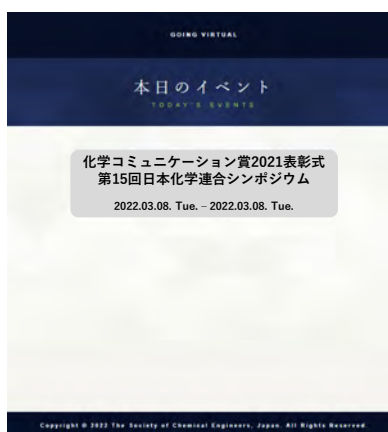 GOING VIRTUAL
本日のイベント
TODAY'S EVENTS
化学コミュニケーション賞2021表彰式
第15回日本化学連合シンポジウム
2022.03.08. Tue. – 2022.03.08. Tue.
Copyright © 2022 The Society of Chemical Engineers, Japan. All Rights Reserved.